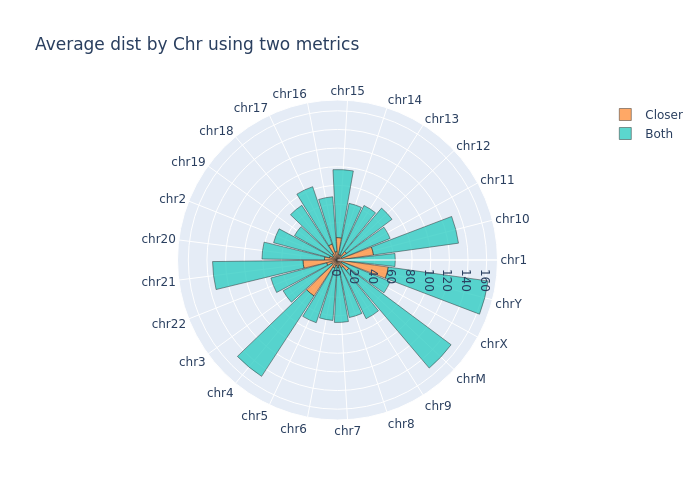 Average dist by Chr using two metrics
Closer
Both
chr1
chr10
chr11
chr12
chr13
chr14
chr15
chr16
chr17
chr18
chr19
chr2
chr20
chr21
chr22
chr3
chr4
chr5
chr6
chr7
chr8
chr9
chrM
chrX
chrY
0
20
40
60
80
100
120
140
160